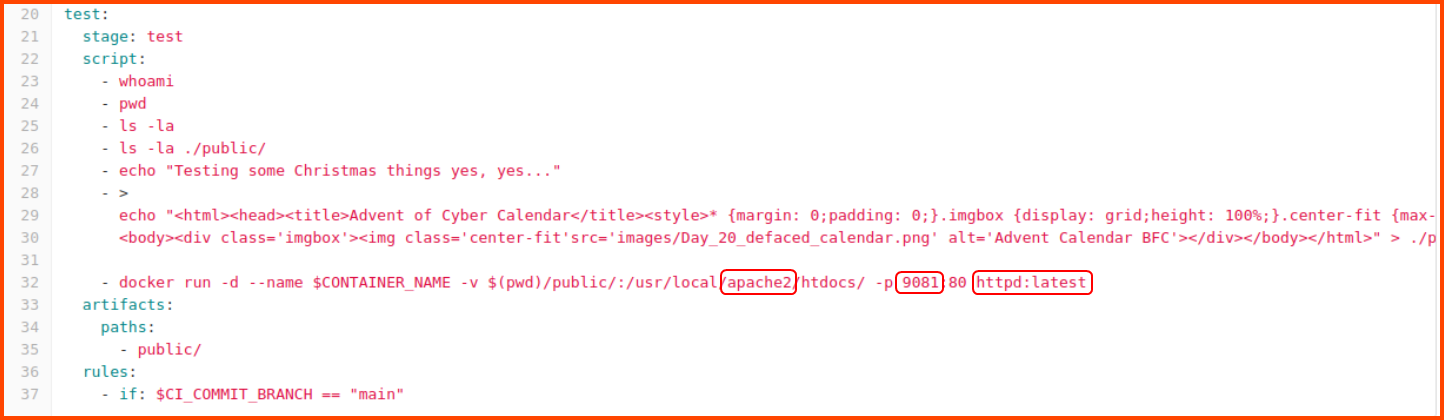 20 test:
21 stage: test
22 script:
23 - whoami
24 - pwd
25 - ls -la
26 - ls -la ./public/
27 - echo "Testing some Christmas things yes, yes..."
28 - >
29 echo "<html><head><title>Advent of Cyber Calendar</title><style>* {margin: 0;padding: 0;}.imgbox {display: grid;height: 100%;}.center-fit {max-
30 <body><div class='imgbox'><img class='center-fit'src='images/Day_20_defaced_calendar.png' alt='Advent Calendar BFC'></div></body></html>" > ./p
31
32 - docker run -d --name $CONTAINER_NAME -v $(pwd)/public/:/usr/local/apache2/htdocs/ -p 9081:80 httpd:latest
33 artifacts:
34 paths:
35 - public/
36 rules:
37 - if: $CI_COMMIT_BRANCH == "main"